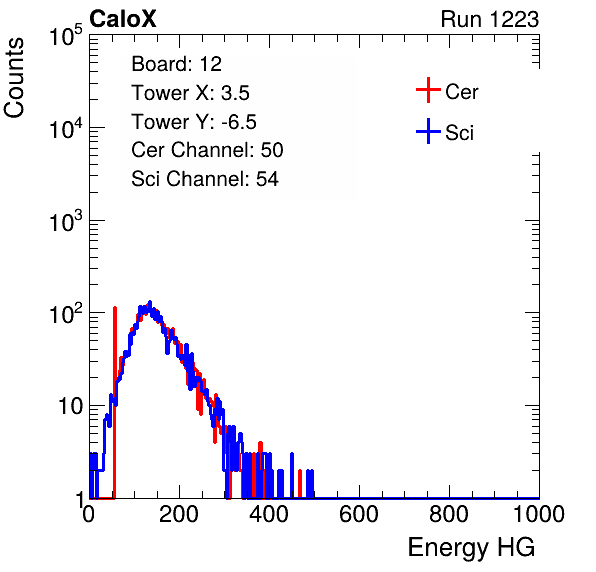 CaloX Run 1223
Counts
10^5
10^4
10^3
10^2
10
1
Board: 12
Tower X: 3.5
Tower Y: -6.5
Cer Channel: 50
Sci Channel: 54
Cer
Sci
0 200 400 600 800 1000
Energy HG